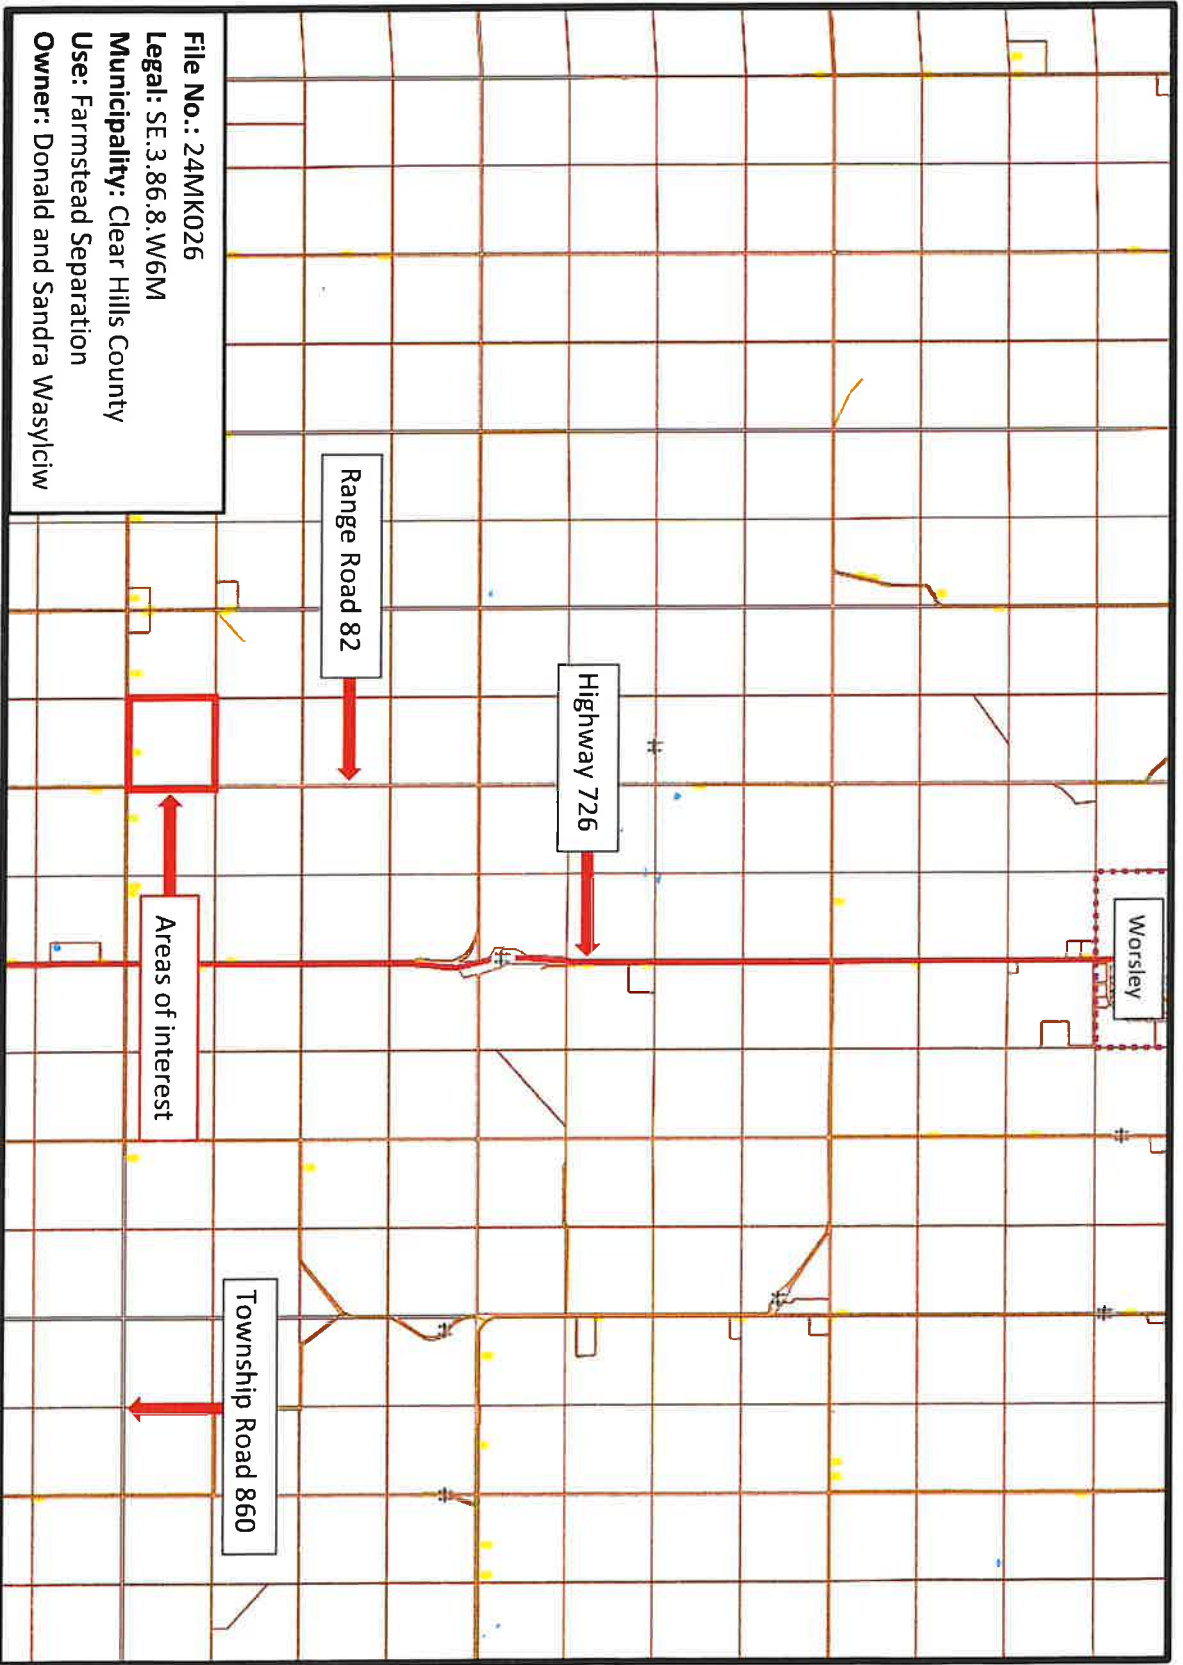 Worsley
Highway 726
Range Road 82
Areas of interest
Township Road 860
File No.: 24MK026
Legal: SE.3.86.8.W6M
Municipality: Clear Hills County
Use: Farmstead Separation
Owner: Donald and Sandra Wasylciw